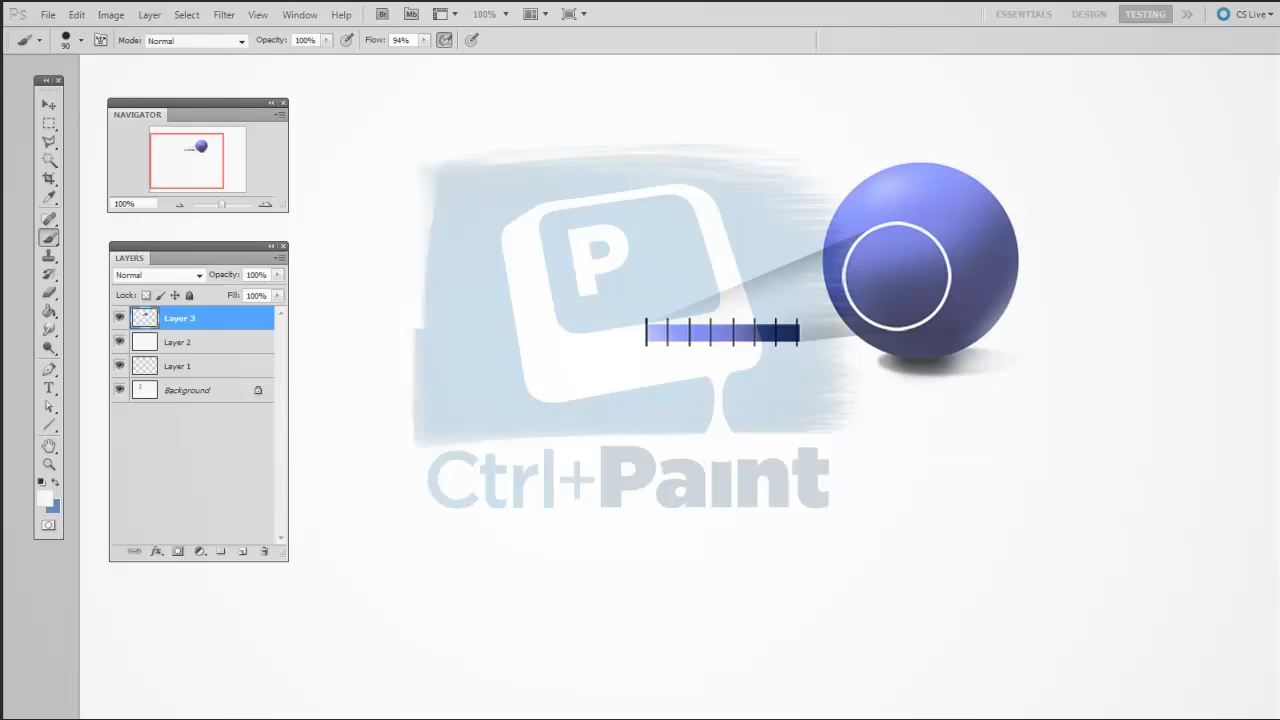 Ps File Edit Image Layer Select Filter View Window Help Br Mb 100% ESSENTIALS DESIGN TESTING CS Live
90 Mode: Normal Opacity: 100% Flow: 94%
NAVIGATOR
100%
LAYERS
Normal Opacity: 100%
Lock: Fill: 100%
Layer 3
Layer 2
Layer 1
Background
T
P
Ctrl+Paint